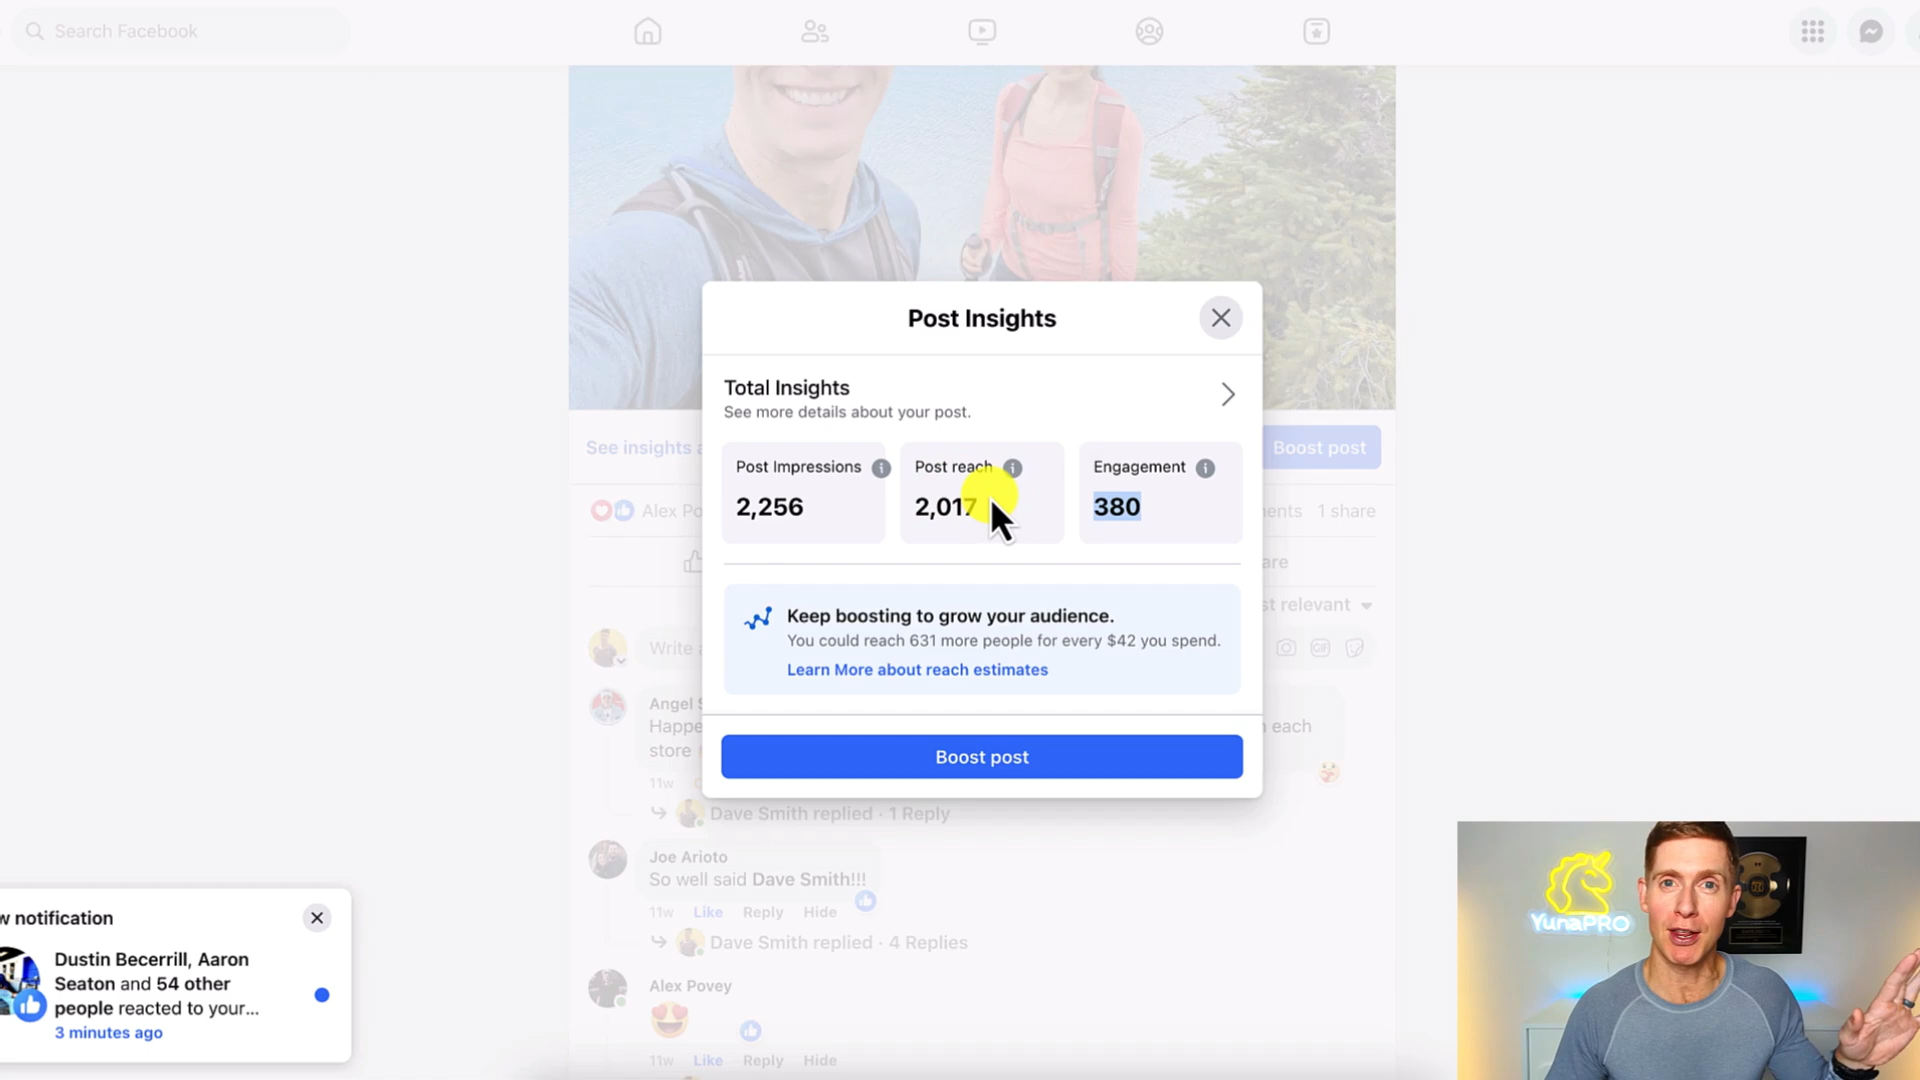 Search Facebook
Post Insights
Total Insights
See more details about your post.
See insights a
Boost post
Post Impressions
Post reach
Engagement
2,256
2,017
380
Alex Po
ents
1 share
are
Keep boosting to grow your audience.
You could reach 631 more people for every $42 you spend.
Learn More about reach estimates
st relevant
Write
GIF
Angel S
Happe
n each
store
Boost post
11w
Dave Smith replied · 1 Reply
Joe Arioto
So well said Dave Smith!!!
11w Like Reply Hide
Dave Smith replied · 4 Replies
Alex Povey
11w Like Reply Hide
w notification
Dustin Becerrill, Aaron
Seaton and 54 other
people reacted to your...
3 minutes ago
YunaPRO